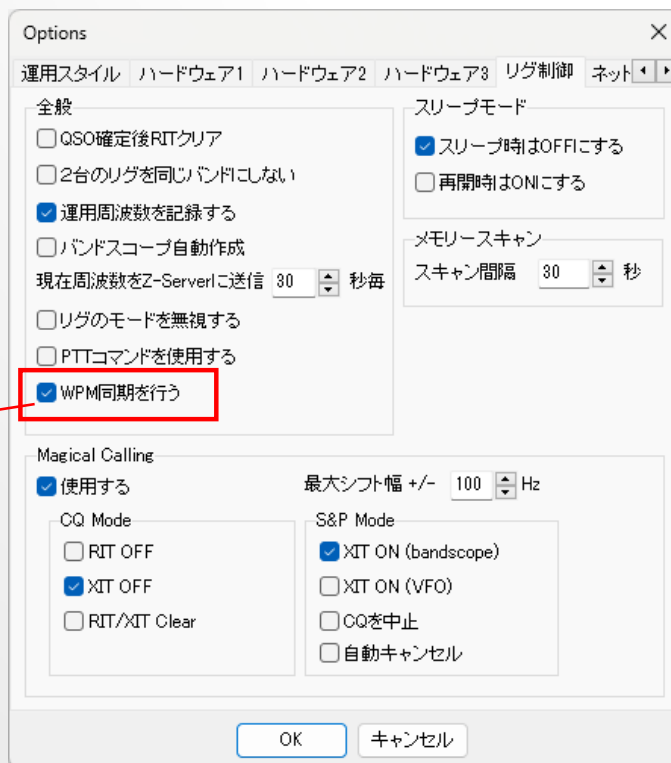 Options
運用スタイル ハードウェア1 ハードウェア2 ハードウェア3 リグ制御 ネット
全般
QSO確定後RITクリア
2台のリグを同じバンドにしない
運用周波数を記録する
バンドスコープ自動作成
現在周波数をZ-Serverに送信 30 秒毎
リグのモードを無視する
PTTコマンドを使用する
WPM同期を行う
スリープモード
スリープ時はOFFにする
再開時はONにする
メモリースキャン
スキャン間隔 30 秒
Magical Calling
使用する
最大シフト幅 +/- 100 Hz
CQ Mode
RIT OFF
XIT OFF
RIT/XIT Clear
S&P Mode
XIT ON (bandscope)
XIT ON (VFO)
CQを中止
自動キャンセル
OK キャンセル